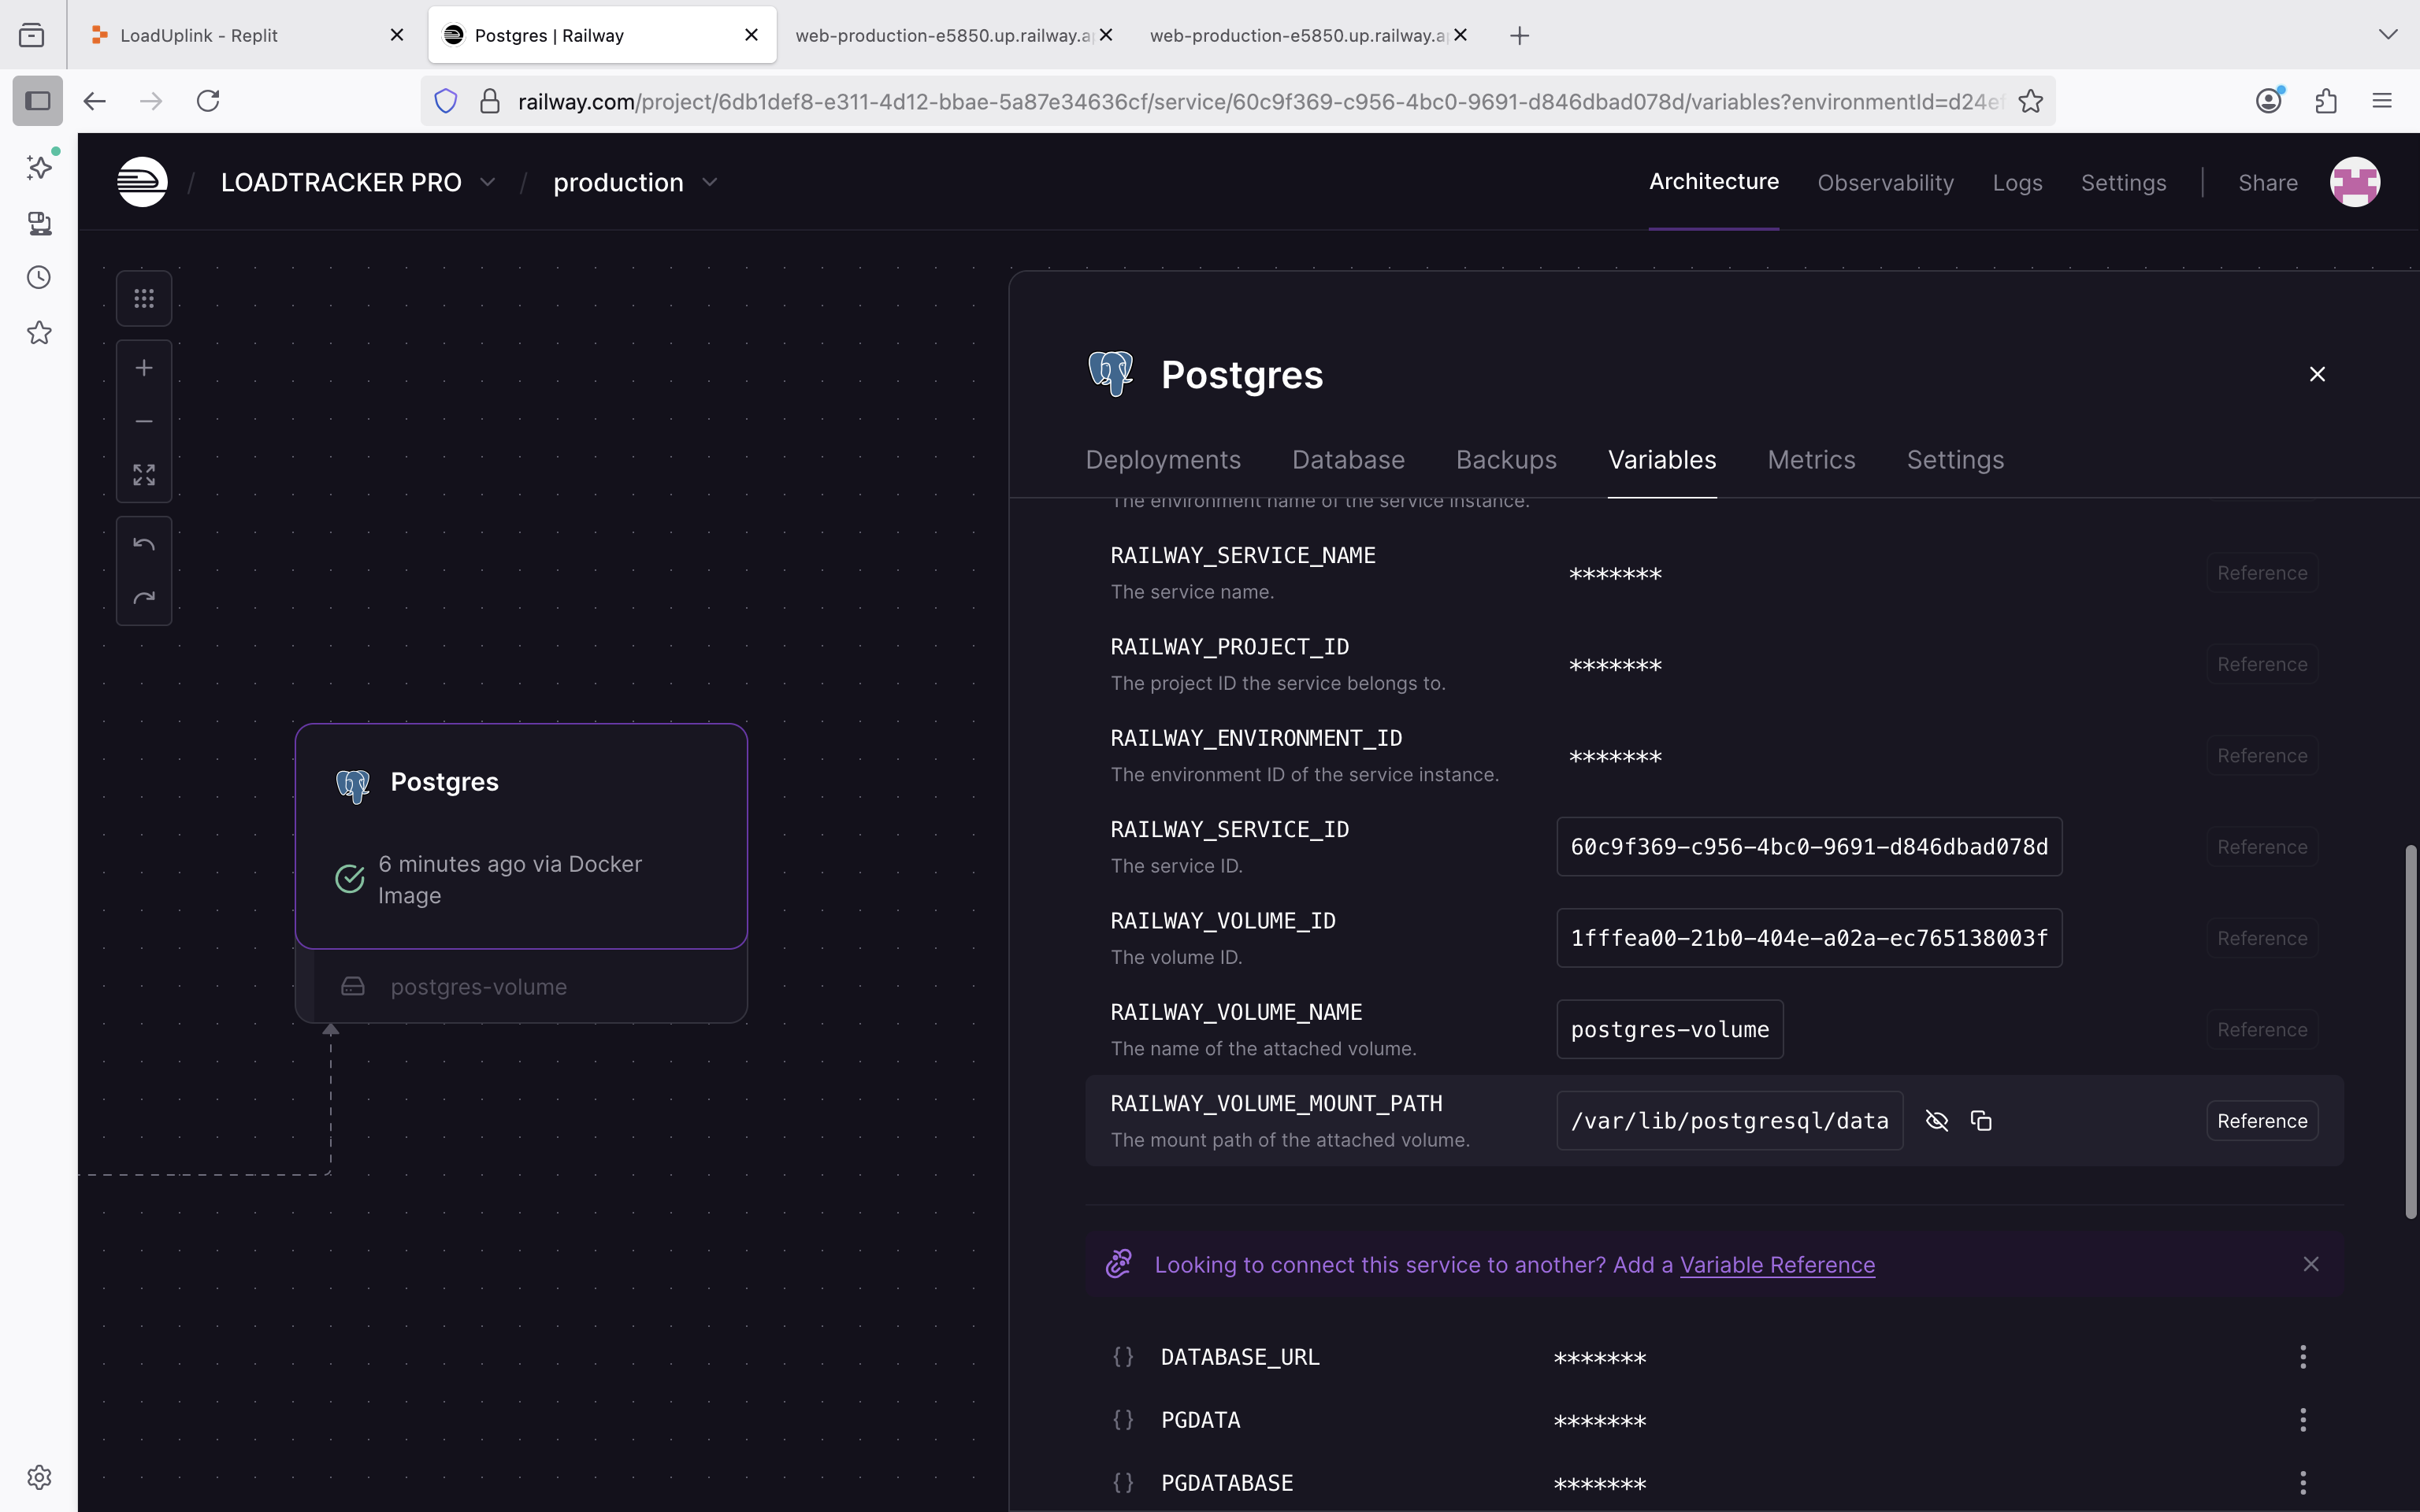 LoadUplink - Replit
Postgres | Railway
web-production-e5850.up.railway.a
web-production-e5850.up.railway.a
railway.com/project/6db1def8-e311-4d12-bbae-5a87e34636cf/service/60c9f369-c956-4bc0-9691-d846dbad078d/variables?environmentId=d24e
/ LOADTRACKER PRO / production
Architecture Observability Logs Settings | Share
Postgres
Deployments Database Backups Variables Metrics Settings
The environment name of the service instance.
RAILWAY_SERVICE_NAME
The service name.
*******
Reference
RAILWAY_PROJECT_ID
The project ID the service belongs to.
*******
Reference
RAILWAY_ENVIRONMENT_ID
The environment ID of the service instance.
*******
Reference
RAILWAY_SERVICE_ID
The service ID.
60c9f369-c956-4bc0-9691-d846dbad078d
Reference
RAILWAY_VOLUME_ID
The volume ID.
1fffea00-21b0-404e-a02a-ec765138003f
Reference
RAILWAY_VOLUME_NAME
The name of the attached volume.
postgres-volume
Reference
RAILWAY_VOLUME_MOUNT_PATH
The mount path of the attached volume.
/var/lib/postgresql/data
Reference
Looking to connect this service to another? Add a Variable Reference
{} DATABASE_URL *******
{} PGDATA *******
{} PGDATABASE *******
Postgres
6 minutes ago via Docker
Image
postgres-volume